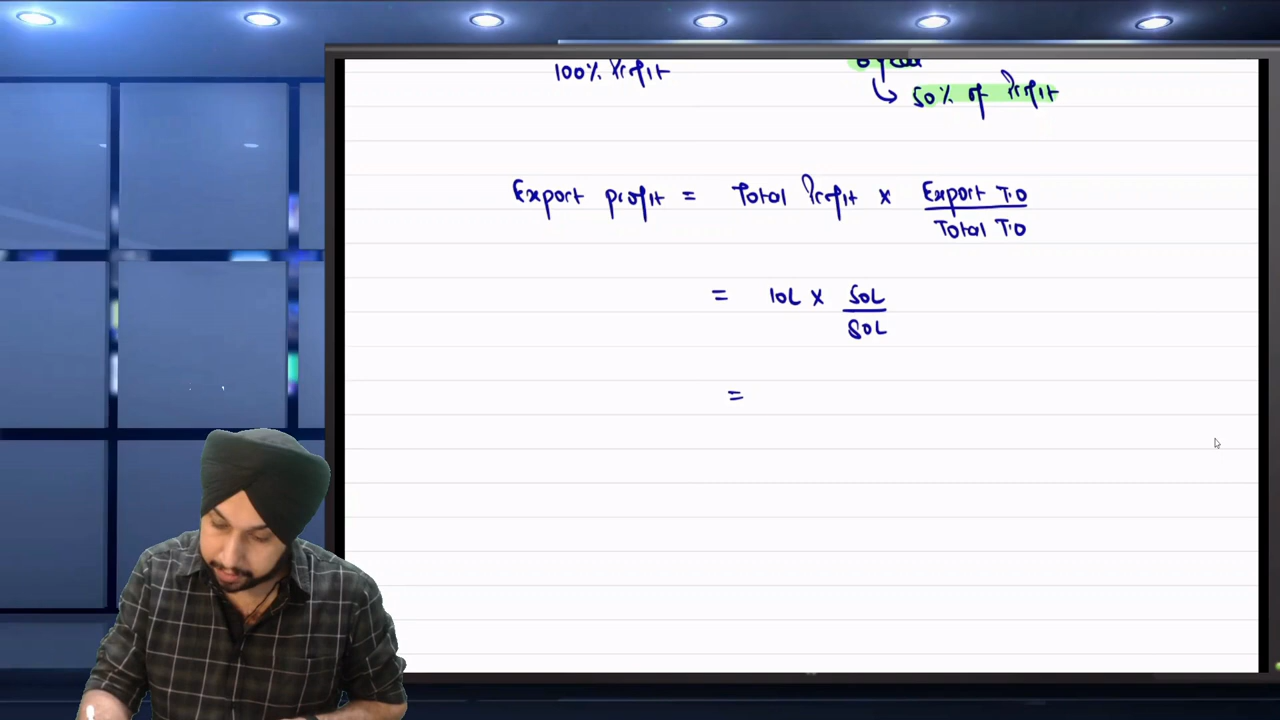 100% Profit
50% of Profit
Export profit = Total Profit x Export T.O
Total T.O
= 10L x 50L
80L
=